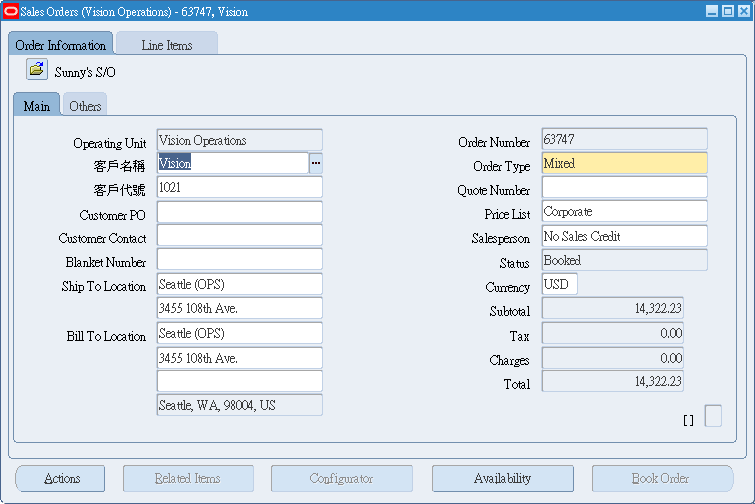 Sales Orders (Vision Operations) - 63747, Vision
Order Information
Line Items
Sunny's S/O
Main
Others
Operating Unit
Vision Operations
客戶名稱
Vision
...
客戶代號
1021
Customer PO
Customer Contact
Blanket Number
Ship To Location
Seattle (OPS)
3455 108th Ave.
Bill To Location
Seattle (OPS)
3455 108th Ave.
Seattle, WA, 98004, US
Order Number
63747
Order Type
Mixed
Quote Number
Price List
Corporate
Salesperson
No Sales Credit
Status
Booked
Currency
USD
Subtotal
14,322.23
Tax
0.00
Charges
0.00
Total
14,322.23
[ ]
Actions
Related Items
Configurator
Availability
Book Order